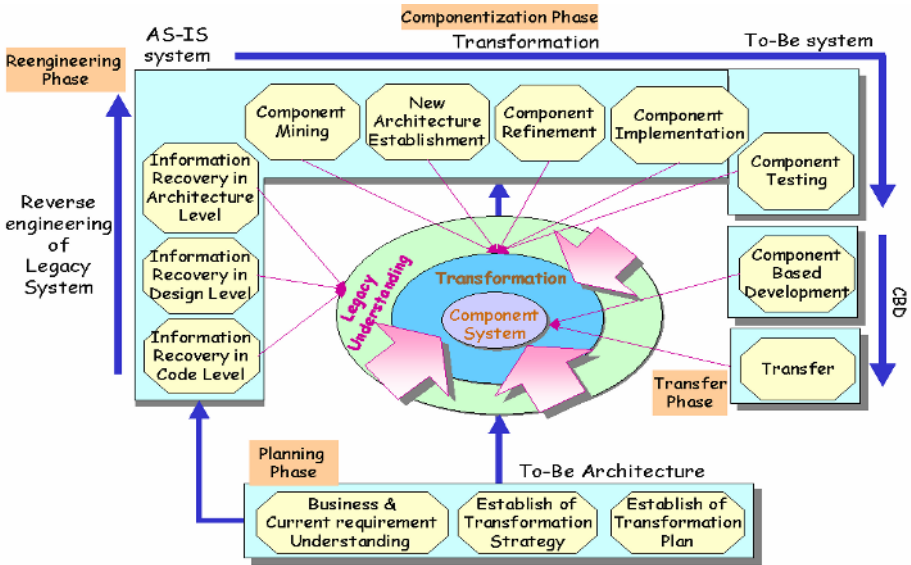 Componentization Phase
AS-IS
system
Transformation
To-Be system
Reengineering
Phase
Component
Mining
New
Architecture
Establishment
Component
Refinement
Component
Implementation
Component
Testing
Information
Recovery in
Architecture
Level
Reverse
engineering
of
Legacy
System
Information
Recovery in
Design Level
Information
Recovery in
Code Level
Legacy
Understanding
Transformation
Component
System
Component
Based
Development
CBD
Transfer
Transfer
Phase
Planning
Phase
To-Be Architecture
Business &
Current requirement
Understanding
Establish of
Transformation
Strategy
Establish of
Transformation
Plan